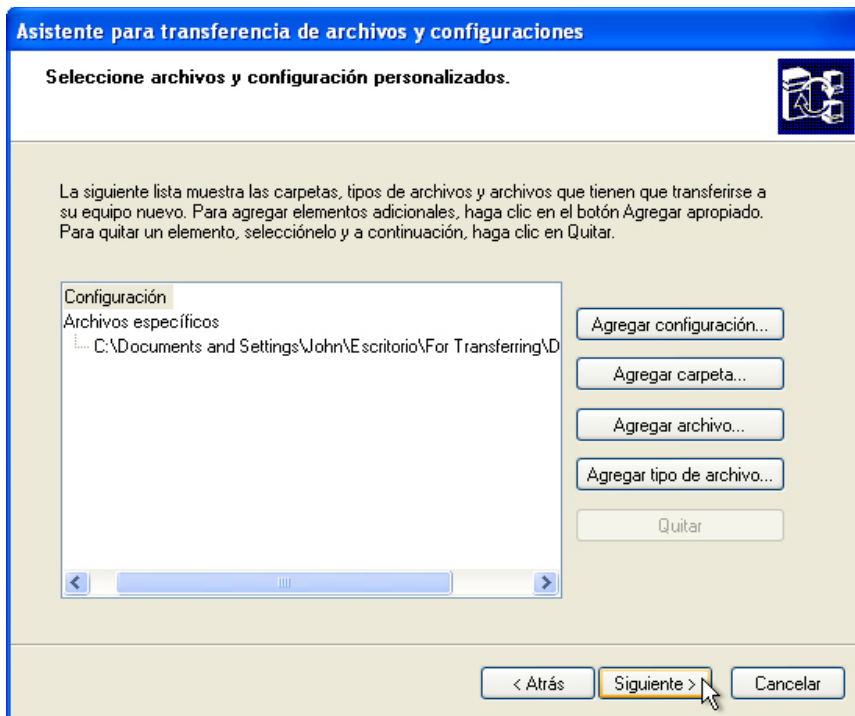 Asistente para transferencia de archivos y configuraciones
Seleccione archivos y configuración personalizados.
La siguiente lista muestra las carpetas, tipos de archivos y archivos que tienen que transferirse a
su equipo nuevo. Para agregar elementos adicionales, haga clic en el botón Agregar apropiado.
Para quitar un elemento, selecciónelo y a continuación, haga clic en Quitar.
Configuración
Archivos específicos
C:\Documents and Settings\John\Escritorio\For Transferring\D
Agregar configuración...
Agregar carpeta...
Agregar archivo...
Agregar tipo de archivo...
Quitar
< Atrás
Siguiente >
Cancelar